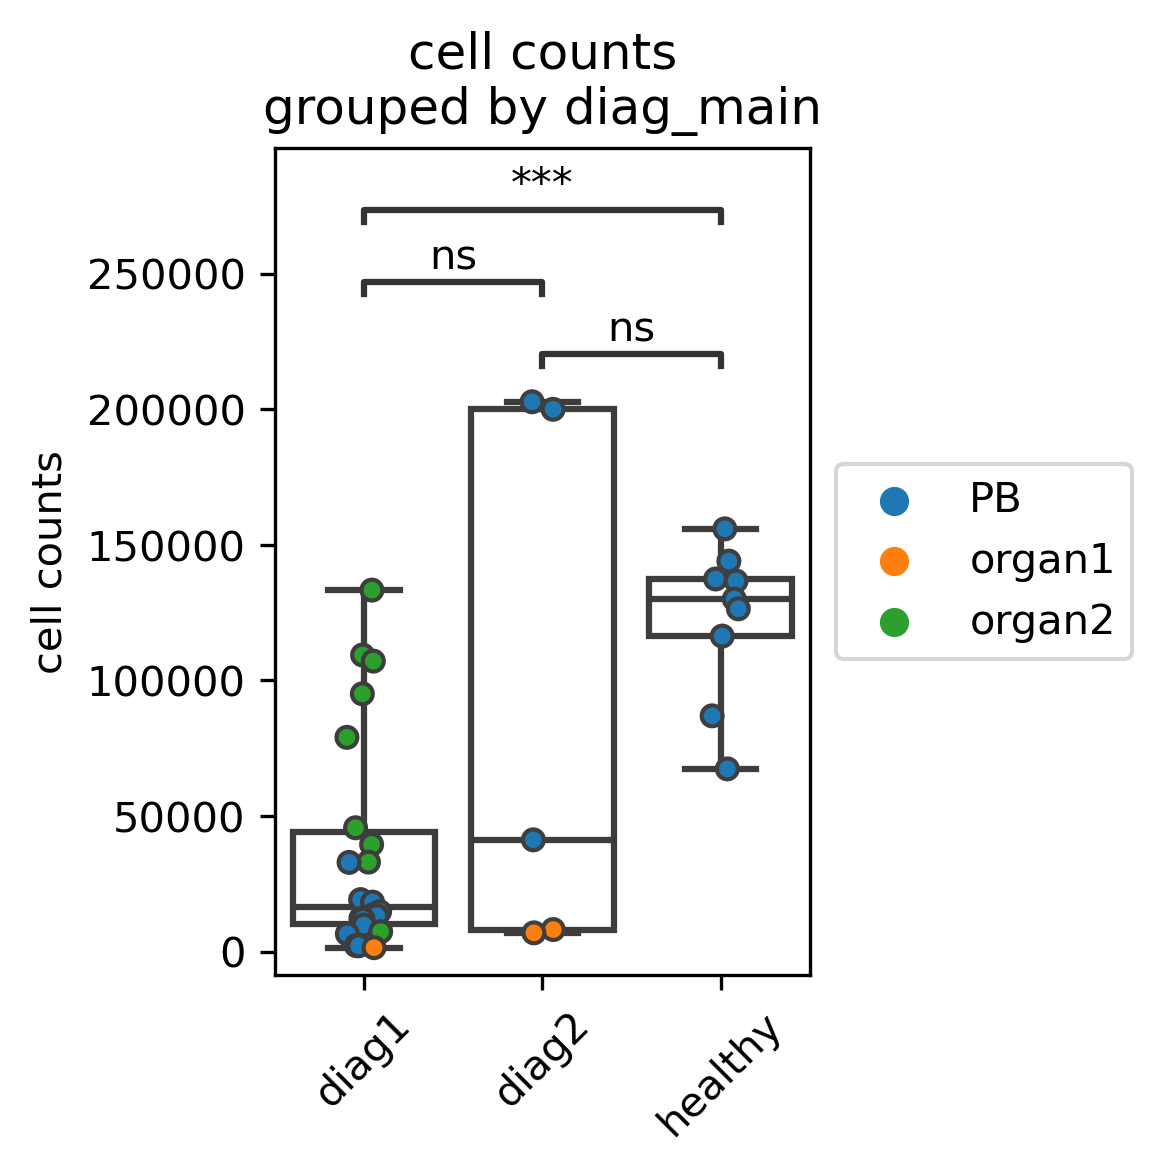 cell counts
grouped by diag_main
***
ns
ns
250000
200000
150000
100000
50000
0
cell counts
diag1
diag2
healthy
PB
organ1
organ2